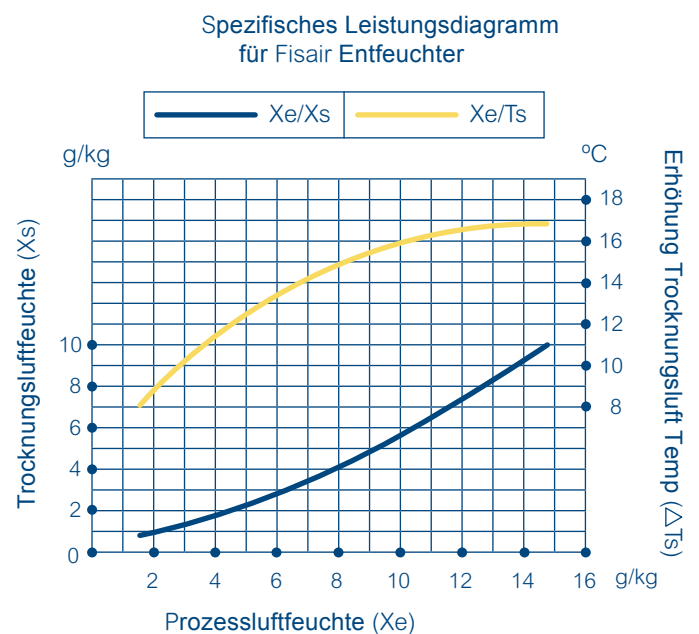 Spezifisches Leistungsdiagramm
für Fisair Entfeuchter
Xe/Xs
Xe/Ts
g/kg
ºC
Trocknungsluftfeuchte (Xs)
10
8
6
4
2
0
18
16
14
12
10
8
Erhöhung Trocknungsluft Temp (△Ts)
2 4 6 8 10 12 14 16 g/kg
Prozessluftfeuchte (Xe)